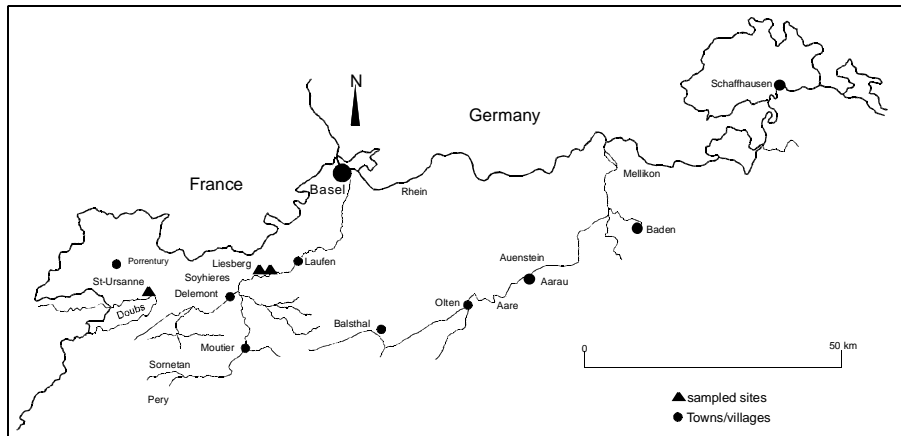 Schaffhausen
N
Germany
France
Basel
Rhein
Mellikon
Baden
Porrentury
Liesberg
Laufen
Auenstein
St-Ursanne
Soyhieres
Aarau
Delemont
Doubs
Olten
Aare
Balsthal
Moutier
0
50 km
Sornetan
Pery
sampled sites
Towns/villages